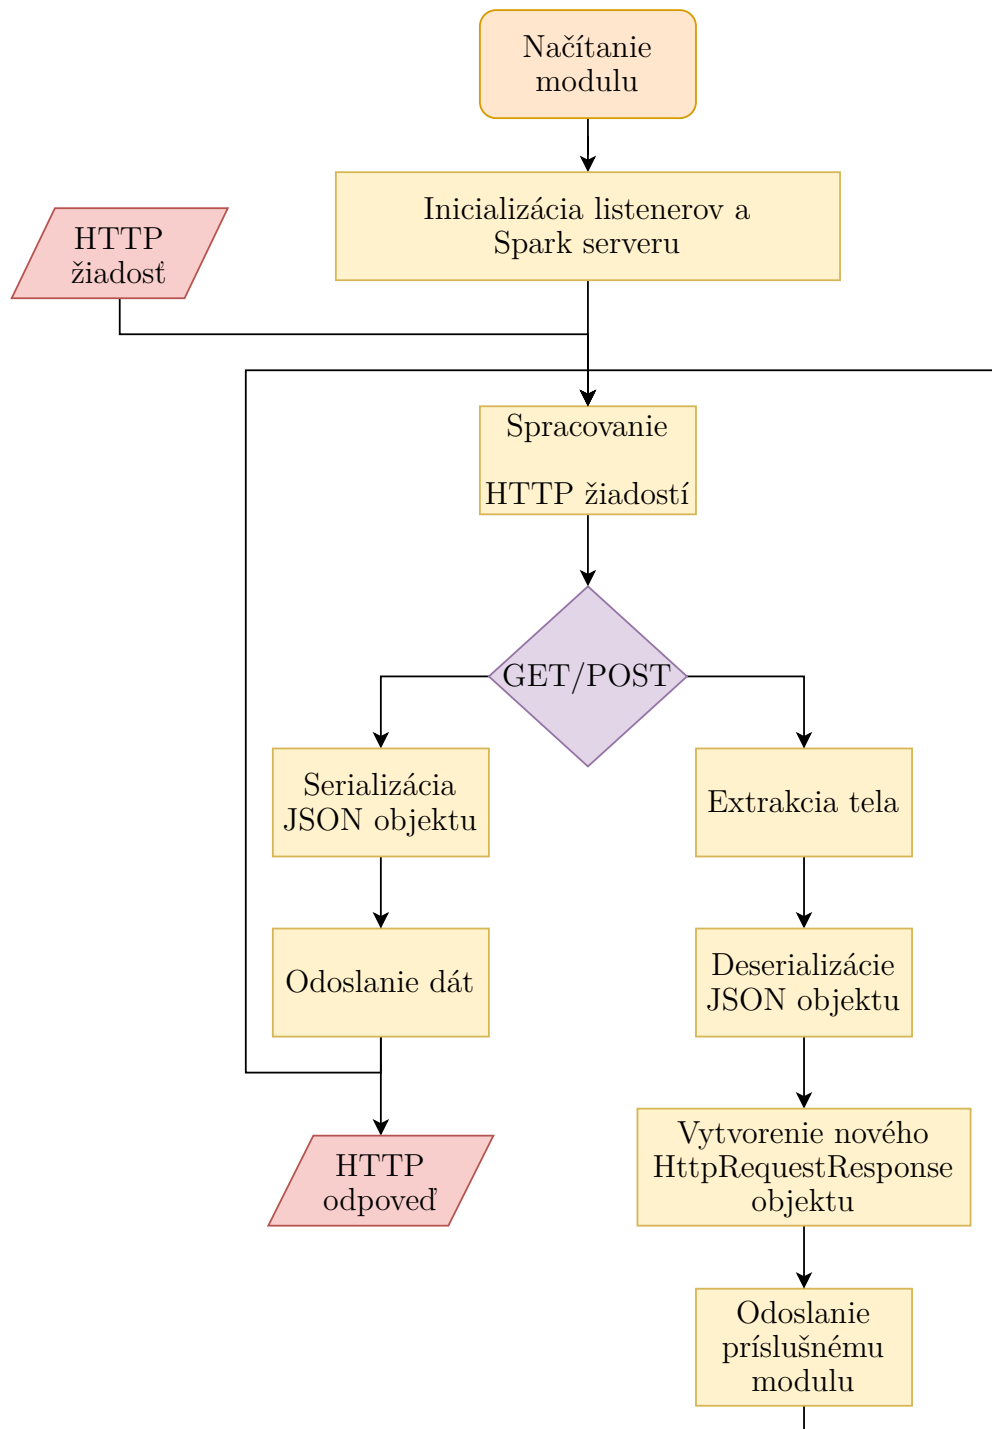 Načítanie
modulu
Inicializácia listenerov a
Spark serveru
HTTP
žiadosť
Spracovanie
HTTP žiadostí
GET/POST
Serializácia
JSON objektu
Extrakcia tela
Odoslanie dát
Deserializácie
JSON objektu
Vytvorenie nového
HttpRequestResponse
objektu
HTTP
odpoveď
Odoslanie
príslušnému
modulu